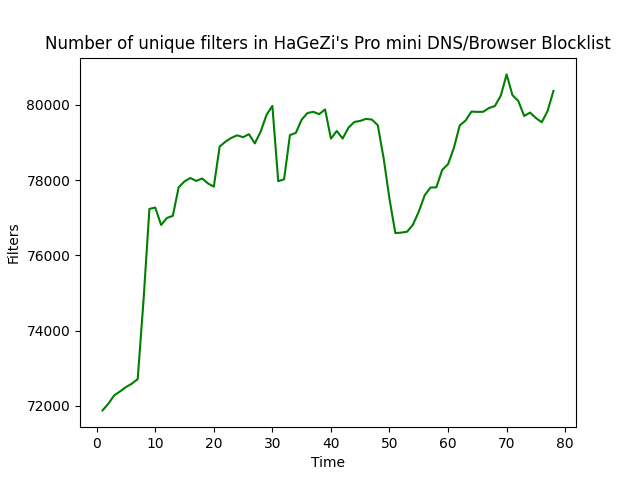 Number of unique filters in HaGeZi's Pro mini DNS/Browser Blocklist
80000
78000
76000
74000
72000
Filters
0 10 20 30 40 50 60 70 80
Time